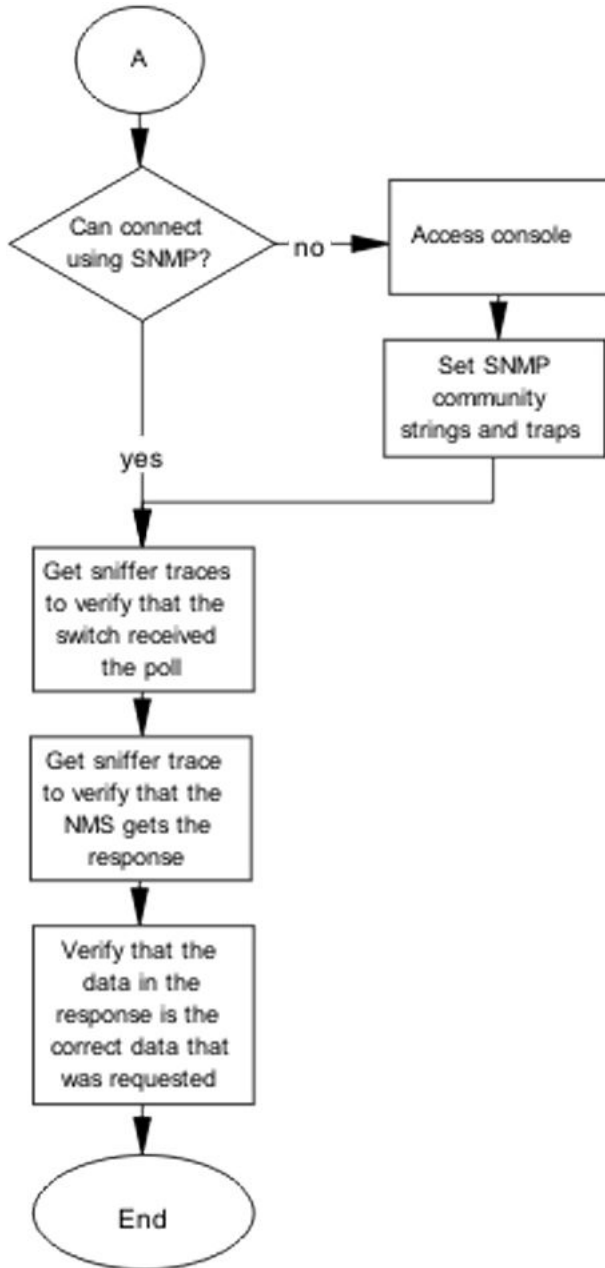 A
Can connect
using SNMP?
no
Access console
Set SNMP
community
strings and traps
yes
Get sniffer traces
to verify that the
switch received
the poll
Get sniffer trace
to verify that the
NMS gets the
response
Verify that the
data in the
response is the
correct data that
was requested
End